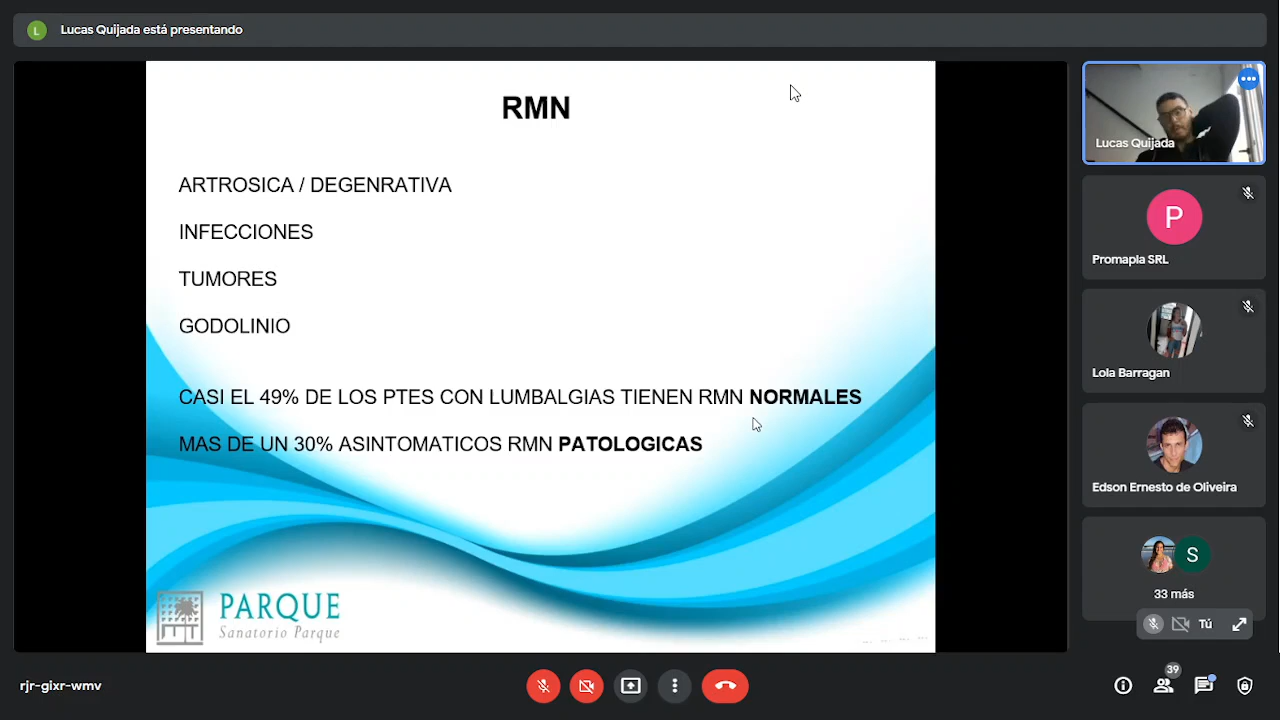 L
Lucas Quijada está presentando
RMN
ARTROSICA / DEGENRATIVA
INFECCIONES
TUMORES
GODOLINIO
CASI EL 49% DE LOS PTES CON LUMBALGIAS TIENEN RMN NORMALES
MAS DE UN 30% ASINTOMATICOS RMN PATOLOGICAS
PARQUE
Sanatorio Parque
Lucas Quijada
P
Promapla SRL
Lola Barragan
Edson Ernesto de Oliveira
S
33 más
Tú
rjr-gixr-wmv
39